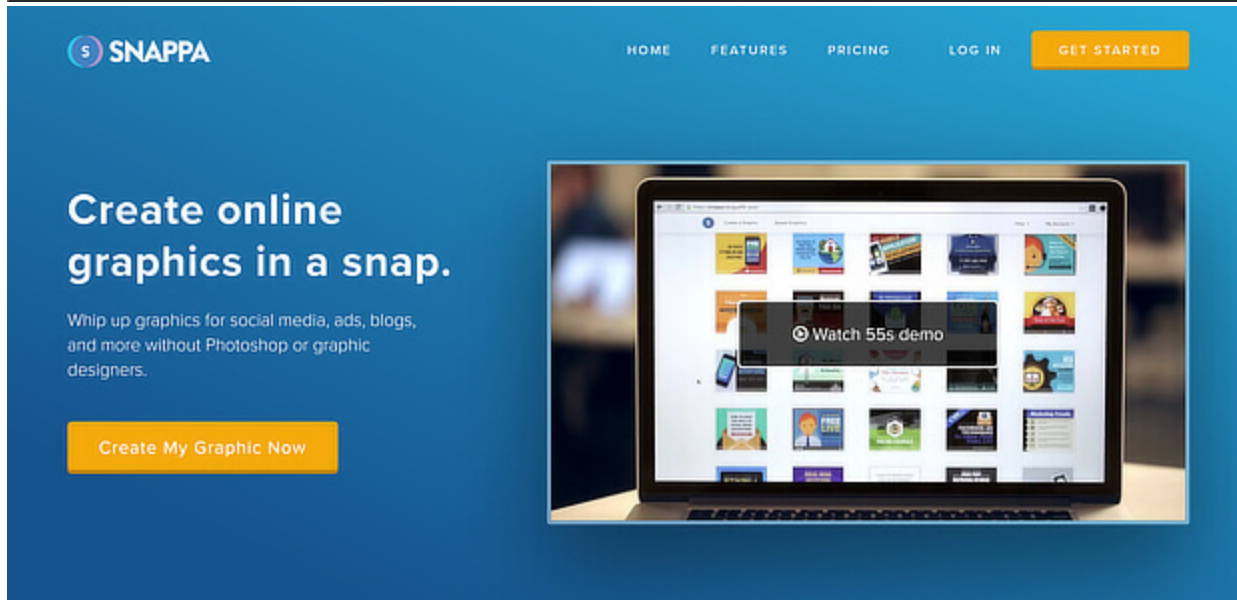 S SNAPPA
HOME FEATURES PRICING LOG IN GET STARTED
Create online
graphics in a snap.
Whip up graphics for social media, ads, blogs,
and more without Photoshop or graphic
designers.
Create My Graphic Now
Watch 55s demo